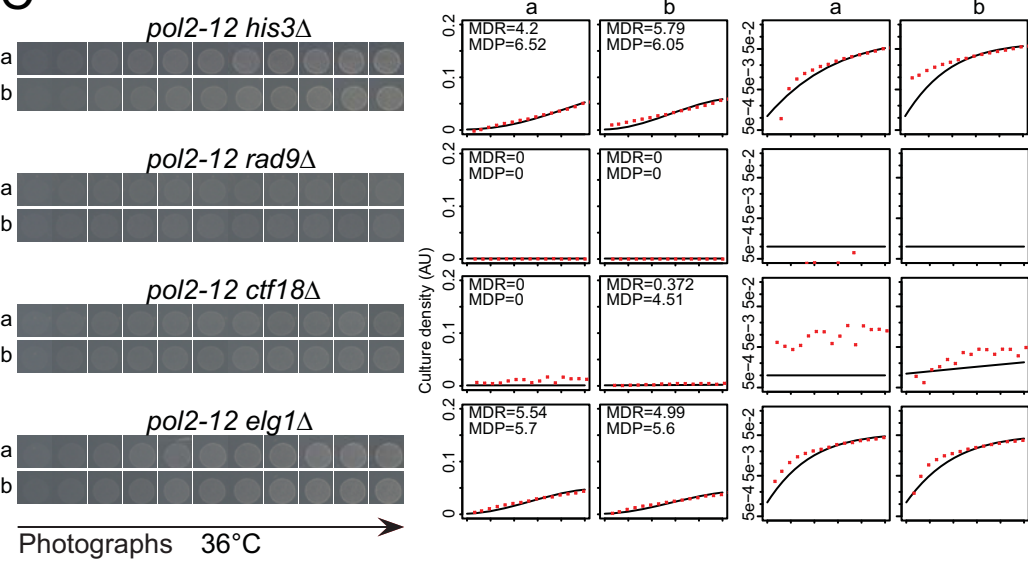 C
pol2-12 his3Δ
a
b
pol2-12 rad9Δ
a
b
pol2-12 ctf18Δ
a
b
pol2-12 elg1Δ
a
b
Photographs 36°C
Culture density (AU)
a
b
a
b
MDR=4.2
MDP=6.52
MDR=5.79
MDP=6.05
0.2
0.1
0
5e-2
5e-3
5e-4
MDR=0
MDP=0
MDR=0
MDP=0
0.2
0.1
0
5e-2
5e-3
5e-4
MDR=0
MDP=0
MDR=0.372
MDP=4.51
0.2
0.1
0
5e-2
5e-3
5e-4
MDR=5.54
MDP=5.7
MDR=4.99
MDP=5.6
0.2
0.1
0
5e-2
5e-3
5e-4